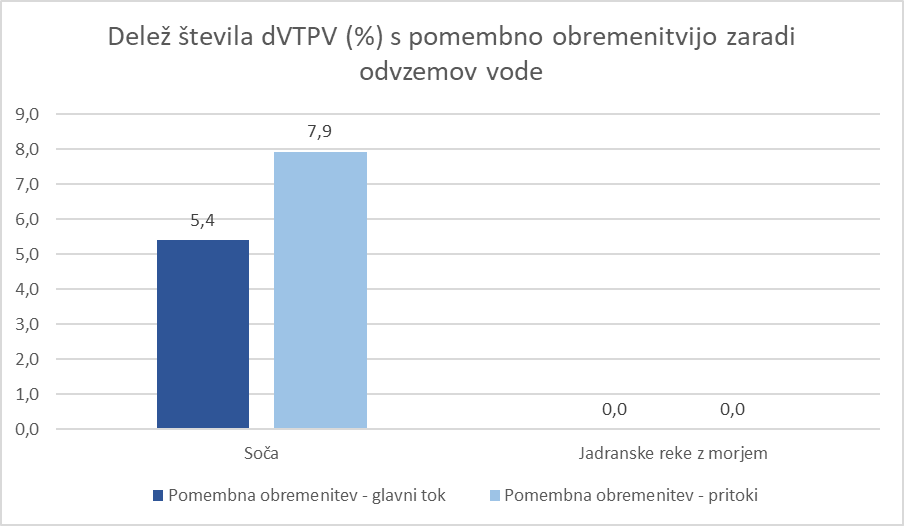 Delež števila dVTPV (%) s pomembno obremenitvijo zaradi
odvzemov vode
9,0
8,0
7,0
6,0
5,0
4,0
3,0
2,0
1,0
0,0
5,4
7,9
0,0
0,0
Soča
Jadranske reke z morjem
Pomembna obremenitev - glavni tok
Pomembna obremenitev - pritoki